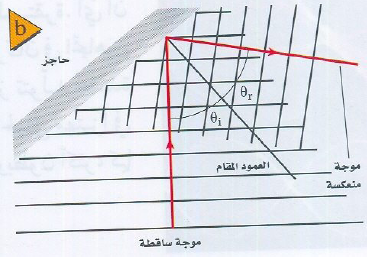 b
حاجز
θr
θi
العمود المقام
موجة
منعكسة
موجة ساقطة